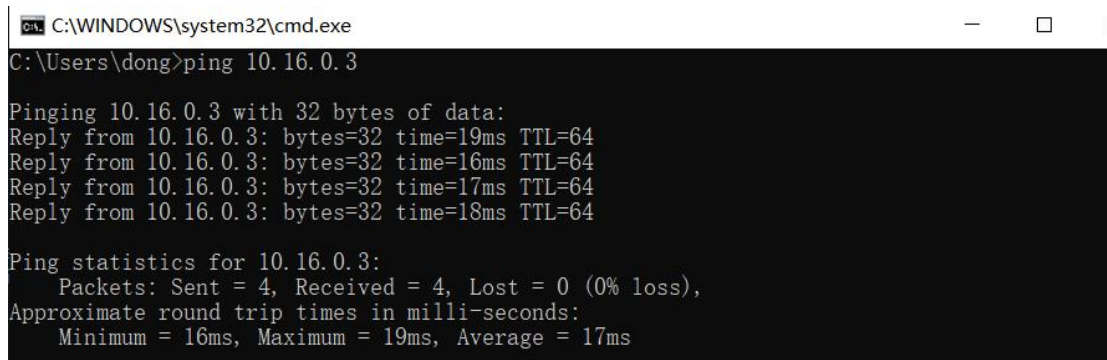 C:\WINDOWS\system32\cmd.exe
C:\Users\dong>ping 10.16.0.3
Pinging 10.16.0.3 with 32 bytes of data:
Reply from 10.16.0.3: bytes=32 time=19ms TTL=64
Reply from 10.16.0.3: bytes=32 time=16ms TTL=64
Reply from 10.16.0.3: bytes=32 time=17ms TTL=64
Reply from 10.16.0.3: bytes=32 time=18ms TTL=64
Ping statistics for 10.16.0.3:
    Packets: Sent = 4, Received = 4, Lost = 0 (0% loss),
Approximate round trip times in milli-seconds:
    Minimum = 16ms, Maximum = 19ms, Average = 17ms